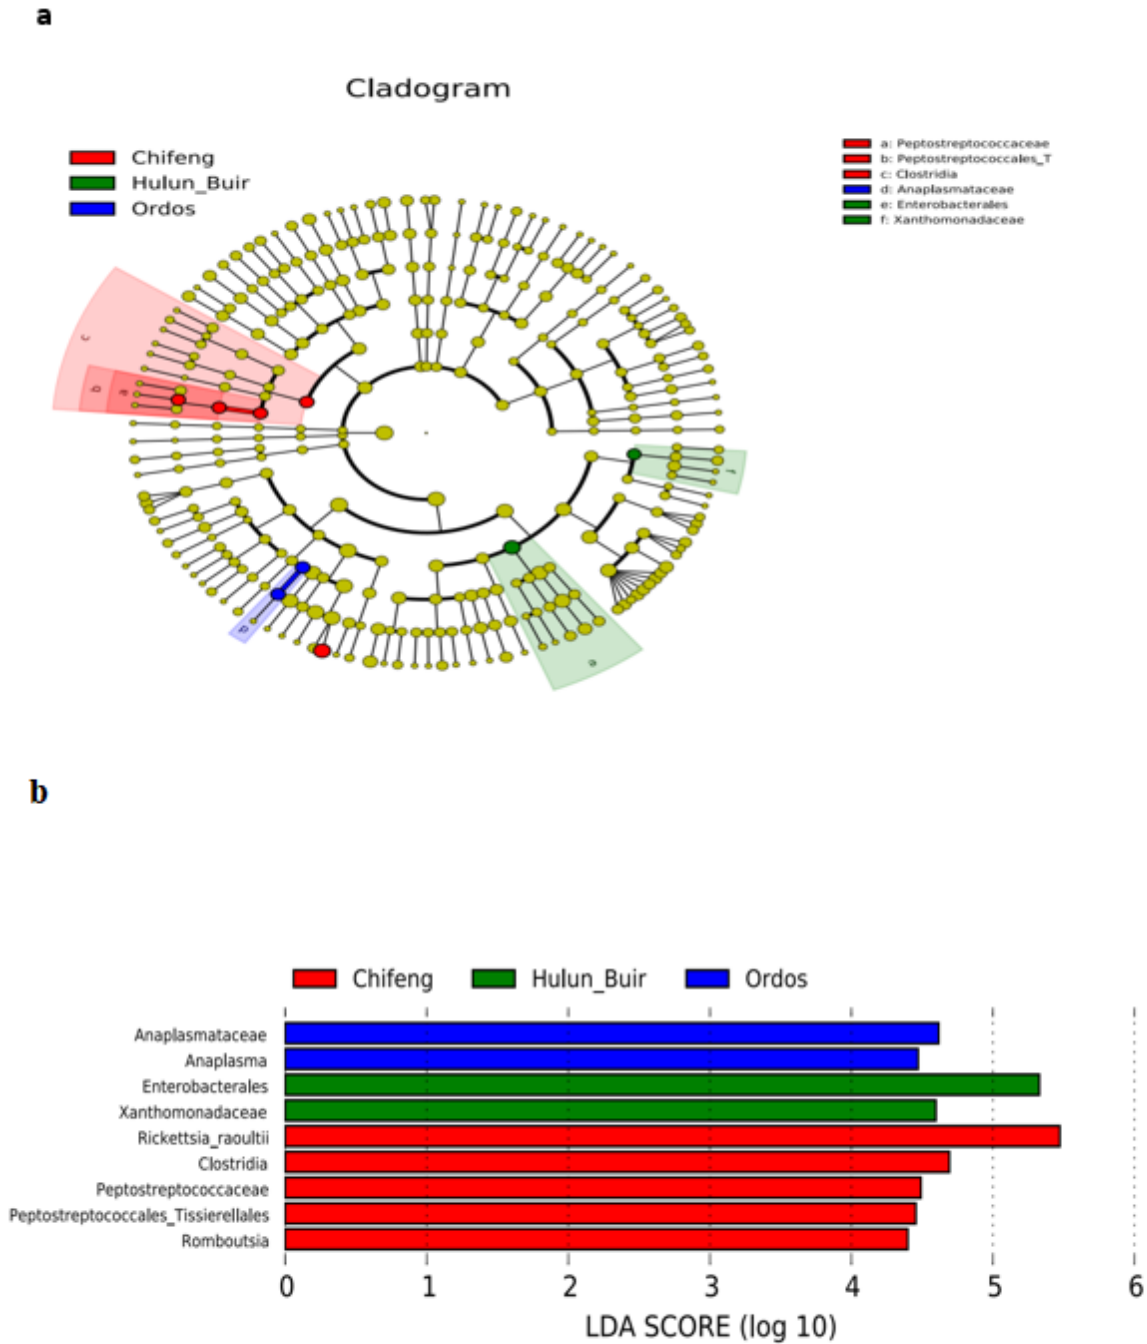 a
Cladogram
Chifeng
Hulun_Buir
Ordos
a: Peptostreptococcaceae
b: Peptostreptococcales_T
c: Clostridia
d: Anaplasmataceae
e: Enterobacterales
f: Xanthomonadaceae
c
b
a
f
d
e
b
Chifeng
Hulun_Buir
Ordos
Anaplasmataceae
Anaplasma
Enterobacterales
Xanthomonadaceae
Rickettsia_raoultii
Clostridia
Peptostreptococcaceae
Peptostreptococcales_Tissierellales
Romboutsia
0 1 2 3 4 5 6
LDA SCORE (log 10)